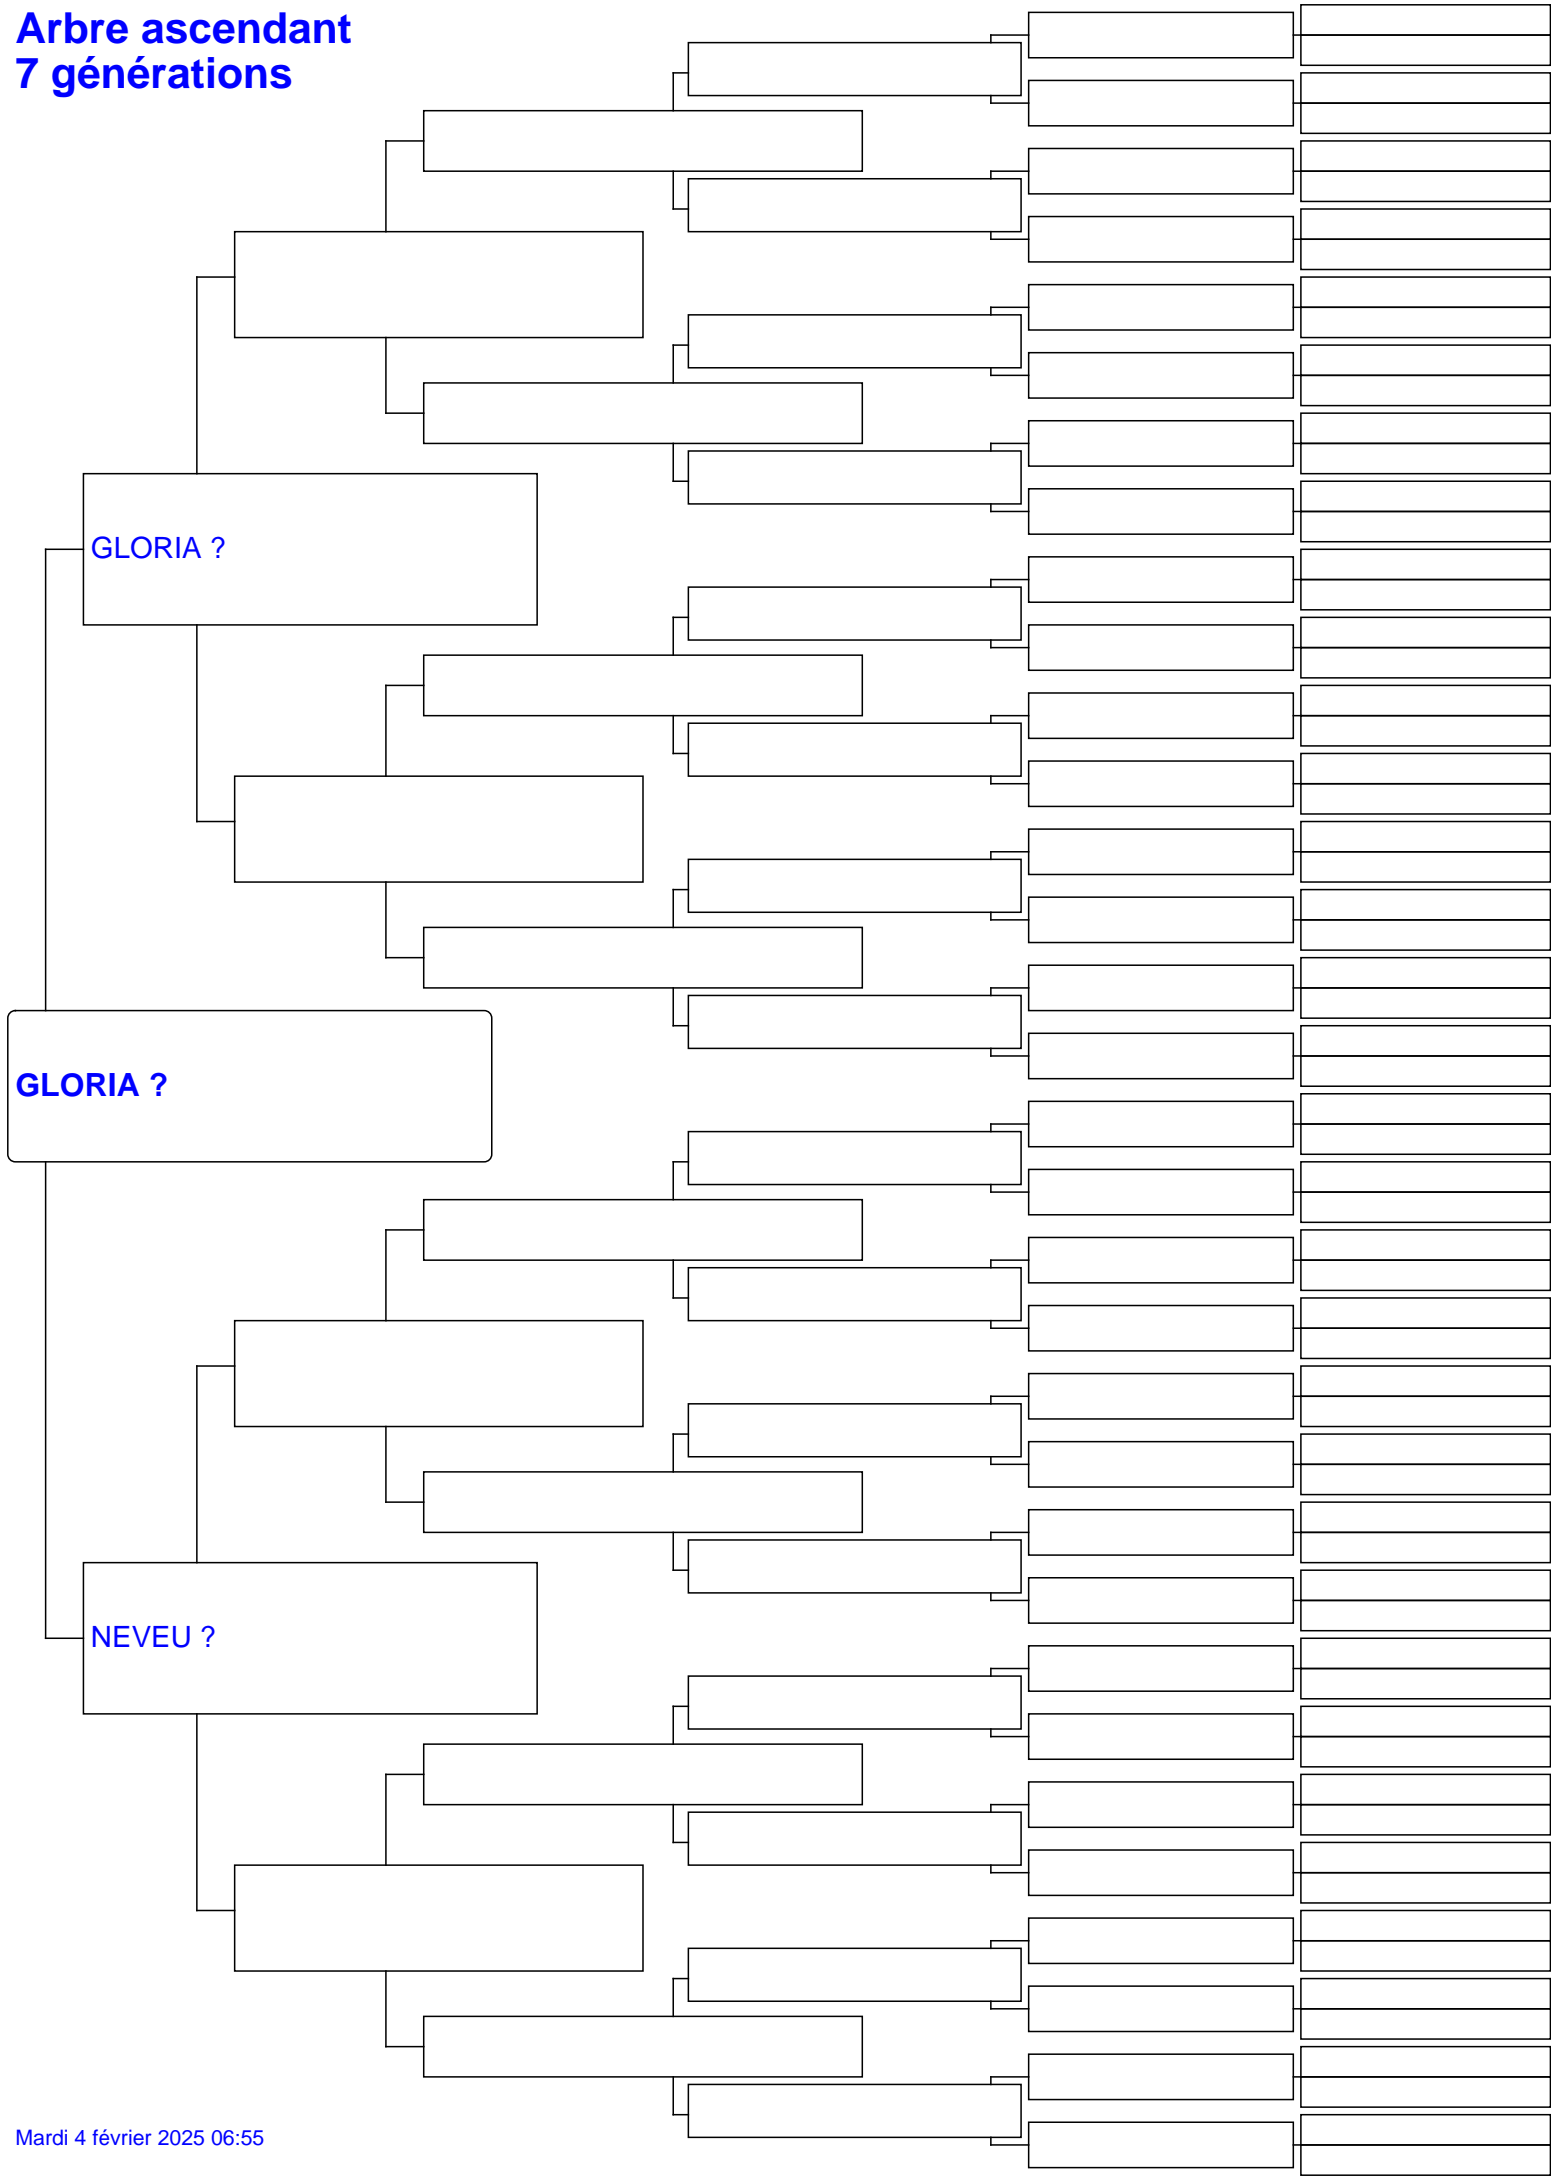 Arbre ascendant
7 générations
GLORIA ?
GLORIA ?
NEVEU ?
Mardi 4 février 2025 06:55